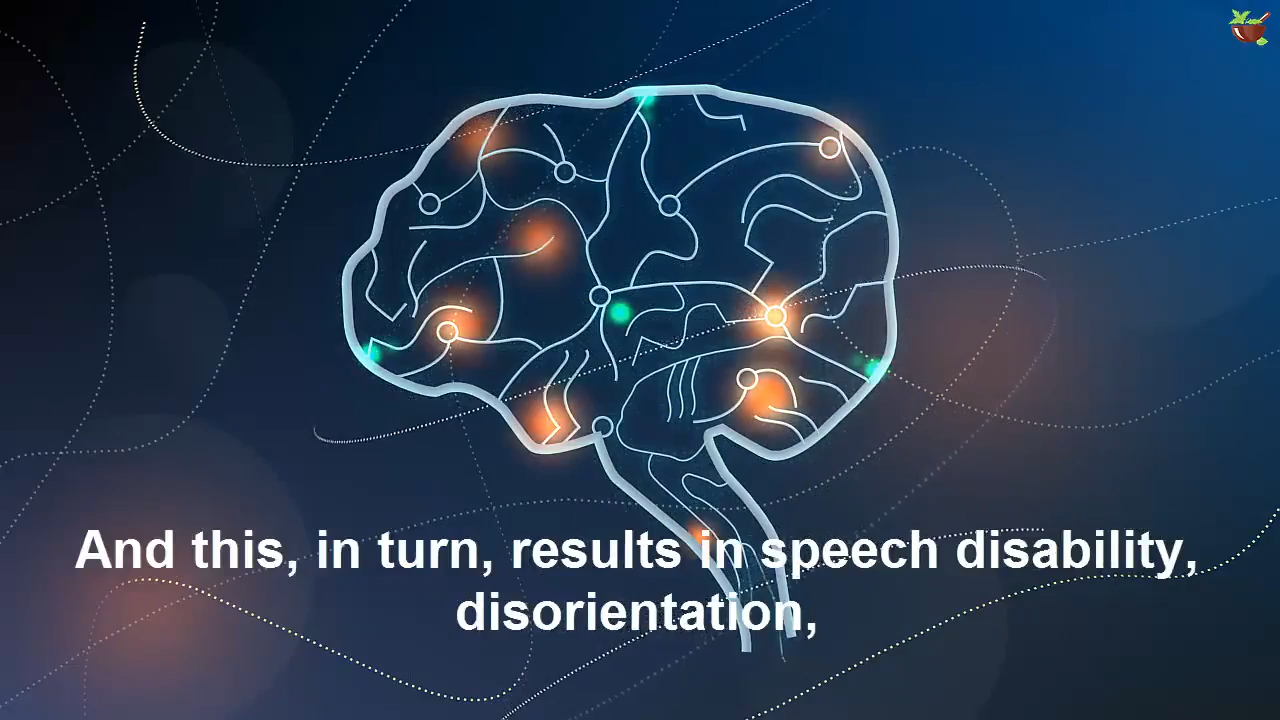 And this, in turn, results in speech disability,
disorientation,